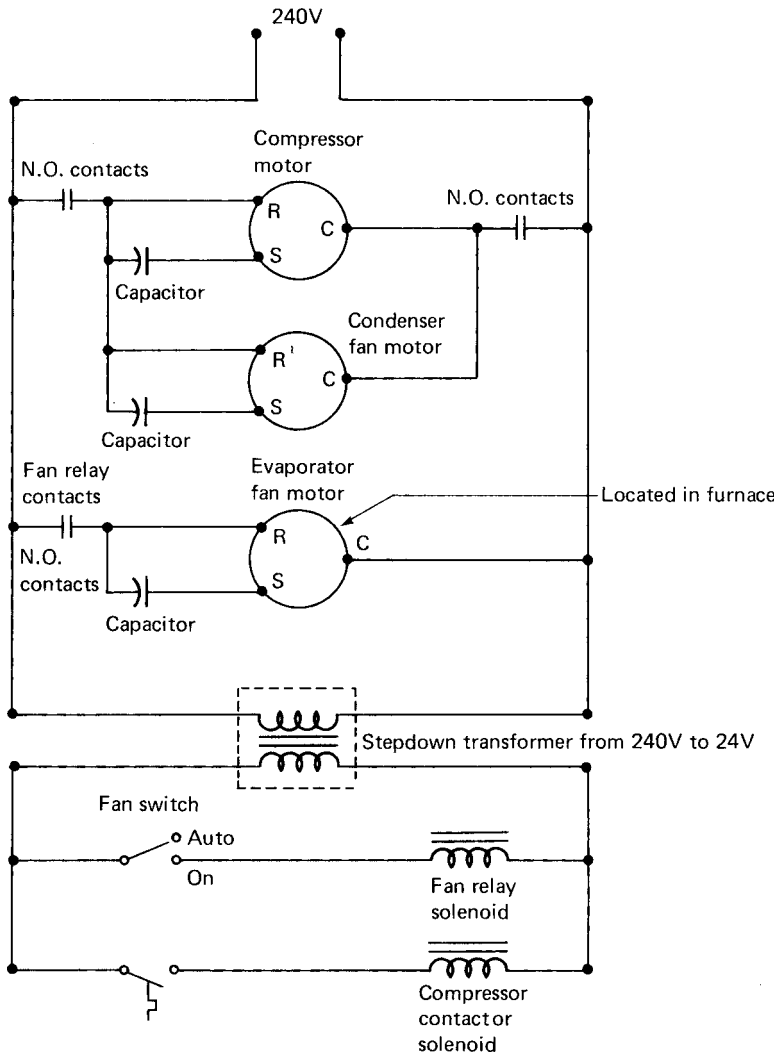 240V
Compressor
motor
N.O. contacts
N.O. contacts
R
C
S
Capacitor
Condenser
fan motor
R'
C
S
Capacitor
Fan relay
contacts
Evaporator
fan motor
Located in furnace
R
C
N.O.
contacts
S
Capacitor
Stepdown transformer from 240V to 24V
Fan switch
Auto
On
Fan relay
solenoid
Compressor
contactor
solenoid